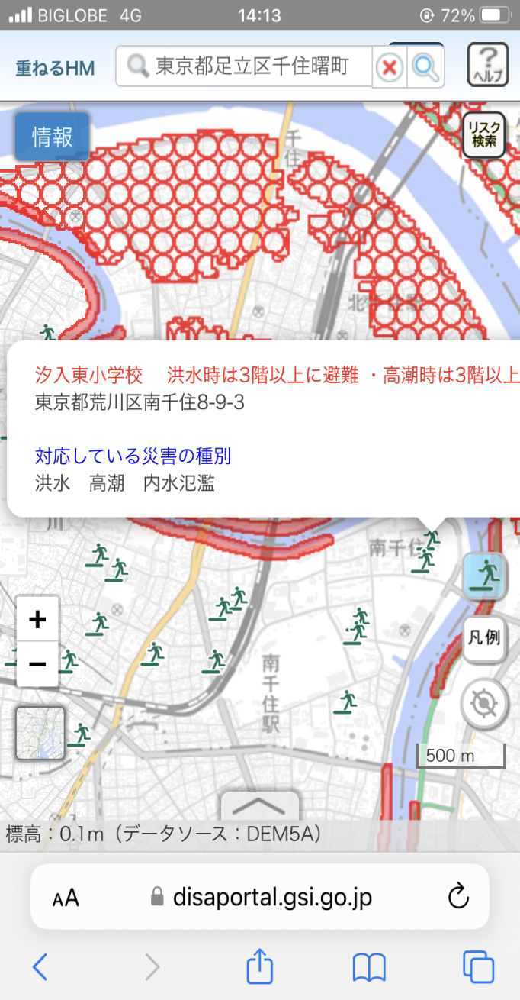 BIGLOBE 4G 14:13 72%
重ねるHM
東京都足立区千住曙町
?
ヘルプ
情報
リスク
検索
千住
北千住駅
汐入東小学校 洪水時は3階以上に避難 ・高潮時は3階以上
東京都荒川区南千住8-9-3
対応している災害の種別
洪水 高潮 内水氾濫
川
南千住
+
凡例
−
南千住駅
500 m
標高：0.1m（データソース：DEM5A）
AA disaportal.gsi.go.jp